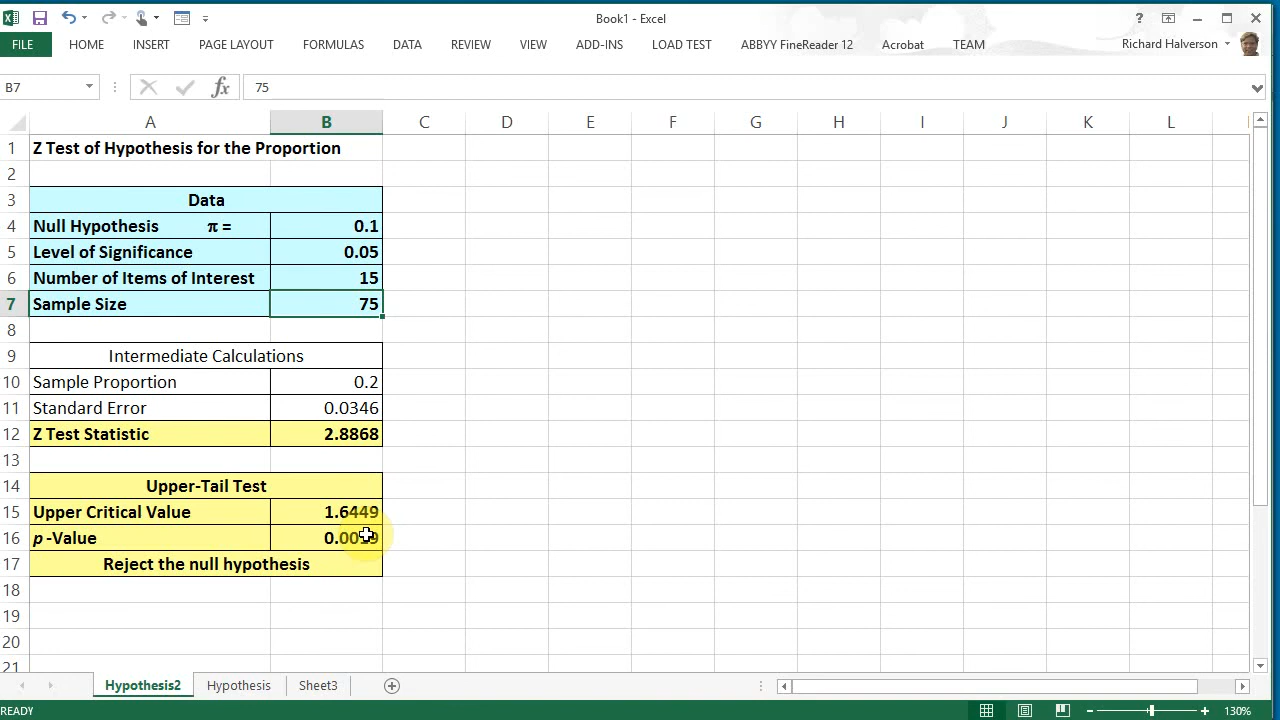 Book1 - Excel
?
FILE HOME INSERT PAGE LAYOUT FORMULAS DATA REVIEW VIEW ADD-INS LOAD TEST ABBYY FineReader 12 Acrobat TEAM Richard Halverson
B7 fx 75
A B C D E F G H I J K L
1 Z Test of Hypothesis for the Proportion
2
3 Data
4 Null Hypothesis π = 0.1
5 Level of Significance 0.05
6 Number of Items of Interest 15
7 Sample Size 75
8
9 Intermediate Calculations
10 Sample Proportion 0.2
11 Standard Error 0.0346
12 Z Test Statistic 2.8868
13
14 Upper-Tail Test
15 Upper Critical Value 1.6449
16 p -Value
17 Reject the null hypothesis
18
19
20
21
Hypothesis2 Hypothesis Sheet3
READY 130%